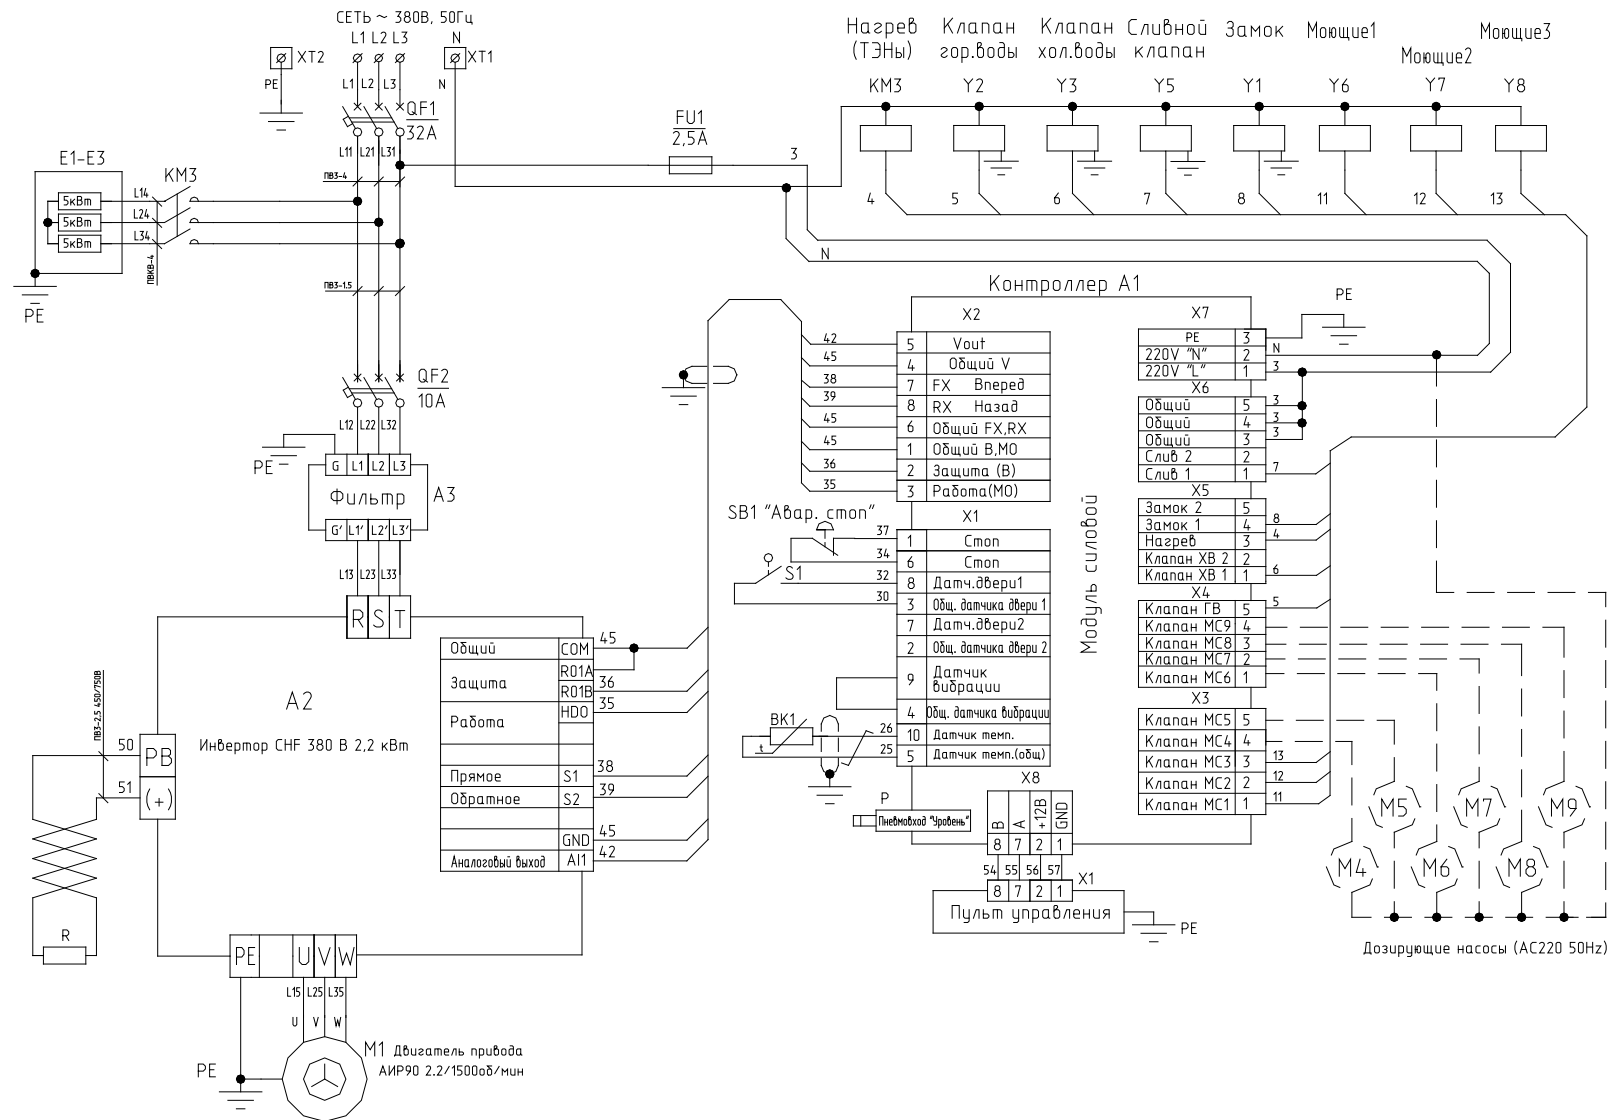 СЕТЬ ~ 380В, 50Гц
L1 L2 L3
N
XT2
XT1
L1 L2 L3
PE
N
QF1
32А
L11 L21 L31
ПВ3-4
FU1
2,5А
3
Нагрев
(ТЭНы)
Клапан
гор.воды
Клапан
хол.воды
Сливной
клапан
Замок
Моющие1
Моющие2
Моющие3
КМ3 Y2 Y3 Y5 Y1 Y6 Y7 Y8
4 5 6 7 8 11 12 13
E1-E3
КМ3
5кВт
5кВт
5кВт
L14
L24
L34
ПВКВ-4
PE
ПВ3-1.5
N
QF2
10А
L12 L22 L32
PE
G L1 L2 L3
Фильтр
А3
G' L1' L2' L3'
L13 L23 L33
R S T
А2
Инвертор CHF 380 В 2,2 кВт
ПВ3-2.5 450/750В
50
PB
51
(+)
R
Общий COM 45
RO1A
Защита RO1B 36
Работа HDO 35
Прямое S1 38
Обратное S2 39
GND 45
Аналоговый выход AI1 42
PE U V W
L15 L25 L35
U V W
PE
M1 Двигатель привода
АИР90 2.2/1500об/мин
Контроллер А1
Модуль силовой
X2
42 5 Vout
45 4 Общий V
38 7 FX Вперед
39 8 RX Назад
45 6 Общий FX,RX
45 1 Общий В,МО
36 2 Защита (В)
35 3 Работа(МО)
SB1 "Авар. стоп"
S1
X1
37 1 Стоп
34 6 Стоп
32 8 Датч.двери1
30 3 Общ. датчика двери 1
7 Датч.двери2
2 Общ. датчика двери 2
9 Датчик
вибрации
4 Общ. датчика вибрации
26 10 Датчик темп.
25 5 Датчик темп.(общ)
BK1
t
P
Пневмовход "Уровень"
X8
B A +12В GND
8 7 2 1
54 55 56 57
8 7 2 1
X1
Пульт управления
PE
X7
PE
PE 3
220V "N" 2 N
220V "L" 1 3
X6
Общий 5 3
Общий 4 3
Общий 3 3
Слив 2 2
Слив 1 1 7
X5
Замок 2 5
Замок 1 4 8
Нагрев 3 4
Клапан ХВ 2 2
Клапан ХВ 1 1 6
X4
Клапан ГВ 5 5
Клапан МС9 4
Клапан МС8 3
Клапан МС7 2
Клапан МС6 1
X3
Клапан МС5 5
Клапан МС4 4
Клапан МС3 3 13
Клапан МС2 2 12
Клапан МС1 1 11
M5 M7 M9
M4 M6 M8
Дозирующие насосы (AC220 50Hz)